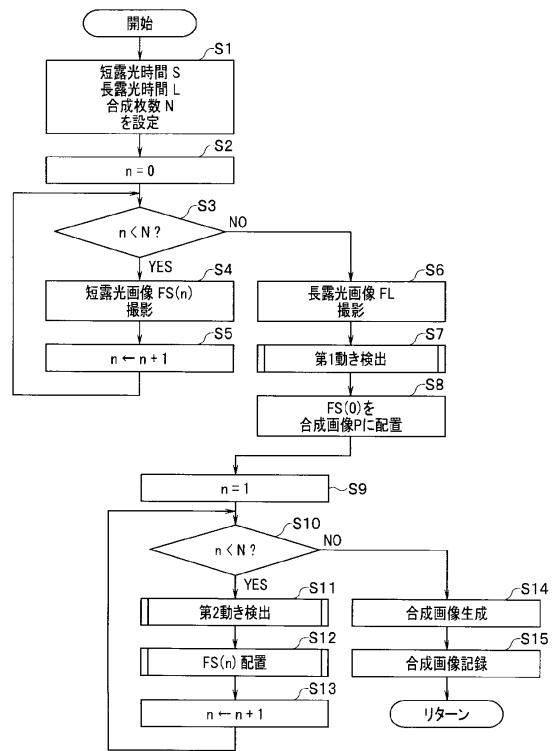 開始
S1
短露光時間 S
長露光時間 L
合成枚数 N
を設定
S2
n = 0
S3
n < N ?
NO
YES
S4
短露光画像 FS(n)
撮影
S5
n ← n + 1
S6
長露光画像 FL
撮影
S7
第1動き検出
S8
FS(0)を
合成画像Pに配置
n = 1
S9
S10
n < N ?
NO
YES
S11
第2動き検出
S12
FS(n) 配置
S13
n ← n + 1
S14
合成画像生成
S15
合成画像記録
リターン